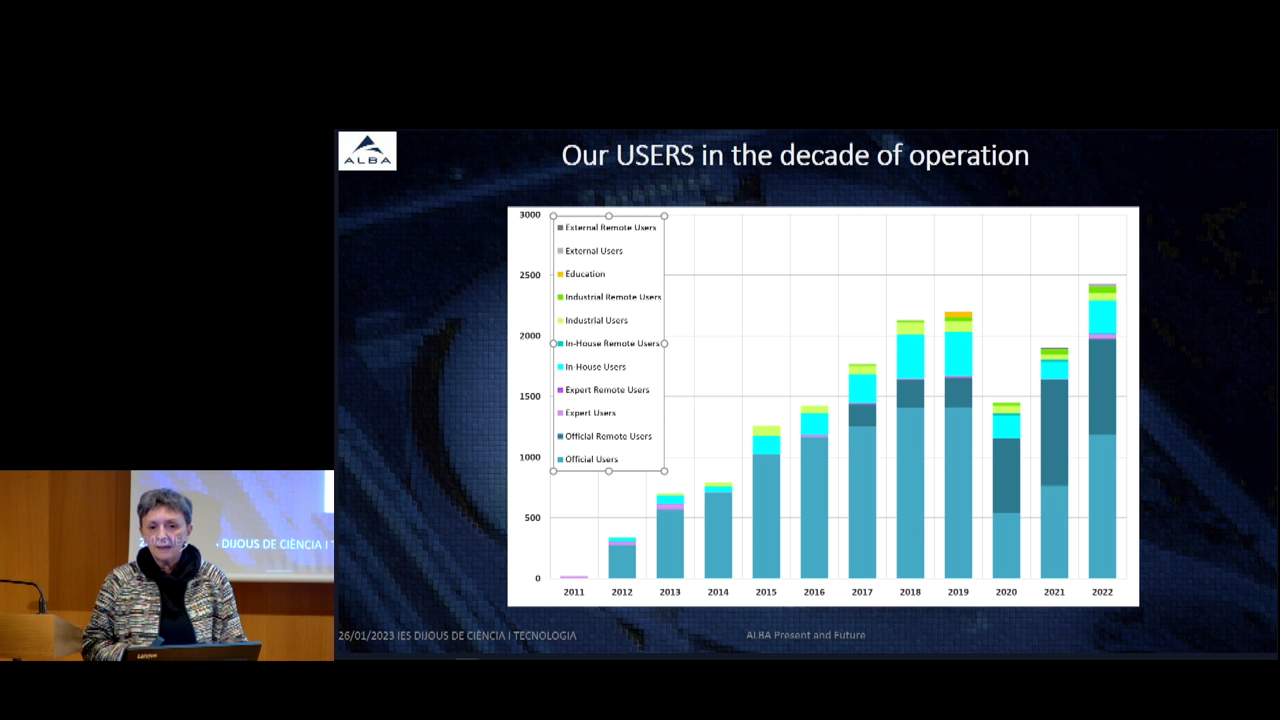 ALBA
Our USERS in the decade of operation
3000
2500
2000
1500
1000
500
0
External Remote Users
External Users
Education
Industrial Remote Users
Industrial Users
In-House Remote Users
In-House Users
Expert Remote Users
Expert Users
Official Remote Users
Official Users
2011 2012 2013 2014 2015 2016 2017 2018 2019 2020 2021 2022
26/01/2023 IES DIJOUS DE CIÈNCIA I TECNOLOGIA
ALBA Present and Future
DIJOUS DE CIÈNCIA I
Lenovo